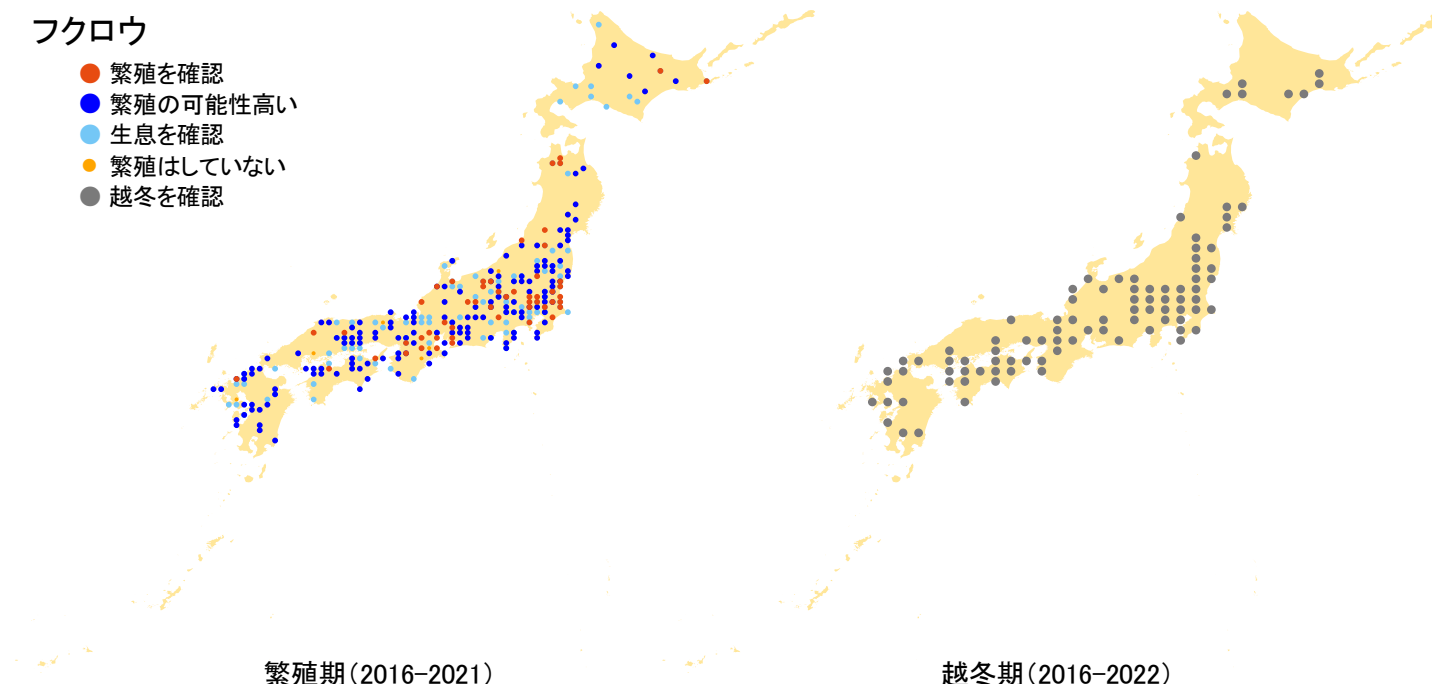 フクロウ
繁殖を確認
繁殖の可能性高い
生息を確認
繁殖はしていない
越冬を確認
繁殖期(2016-2021)
越冬期(2016-2022)